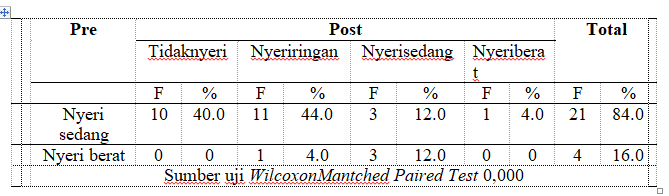 Pre Post Total
Tidaknyeri Nyeriringan Nyerisedang Nyeribera
t
F % F % F % F % F %
Nyeri 10 40.0 11 44.0 3 12.0 1 4.0 21 84.0
sedang
Nyeri berat 0 0 1 4.0 3 12.0 0 0 4 16.0
Sumber uji WilcoxonMantched Paired Test 0,000